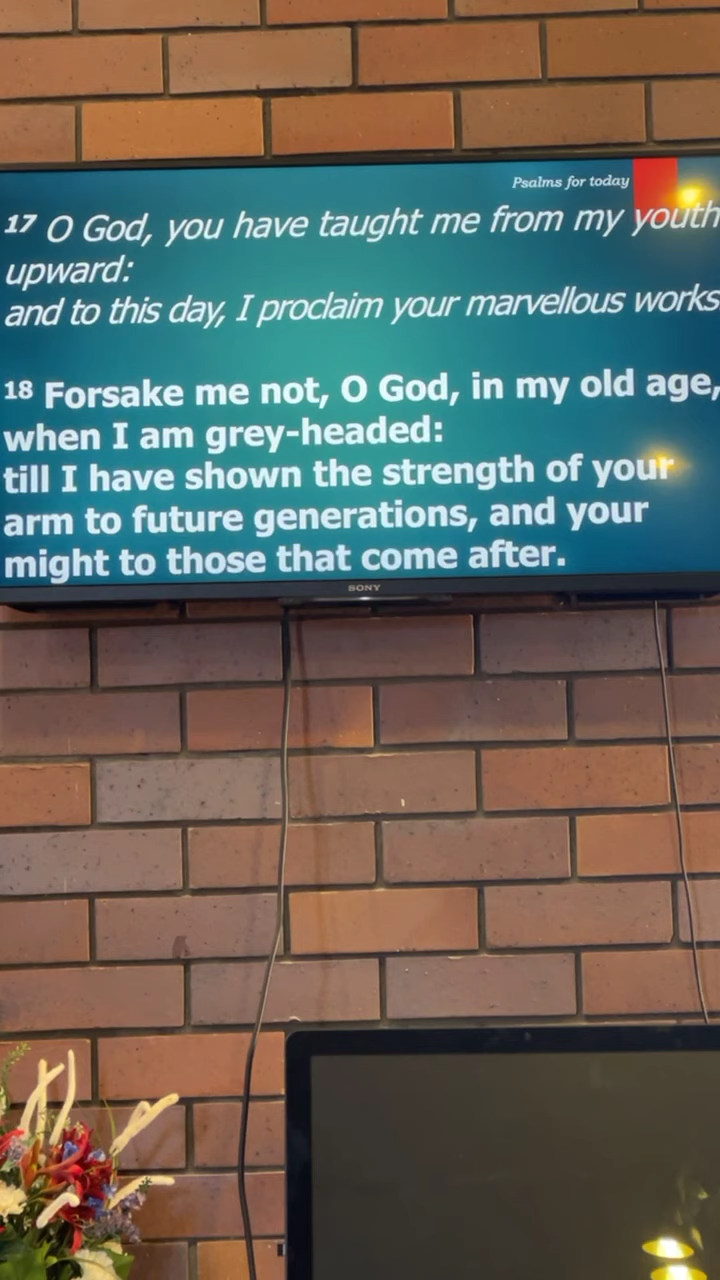 Psalms for today
17 O God, you have taught me from my youth
upward:
and to this day, I proclaim your marvellous works
18 Forsake me not, O God, in my old age,
when I am grey-headed:
till I have shown the strength of your
arm to future generations, and your
might to those that come after.
SONY